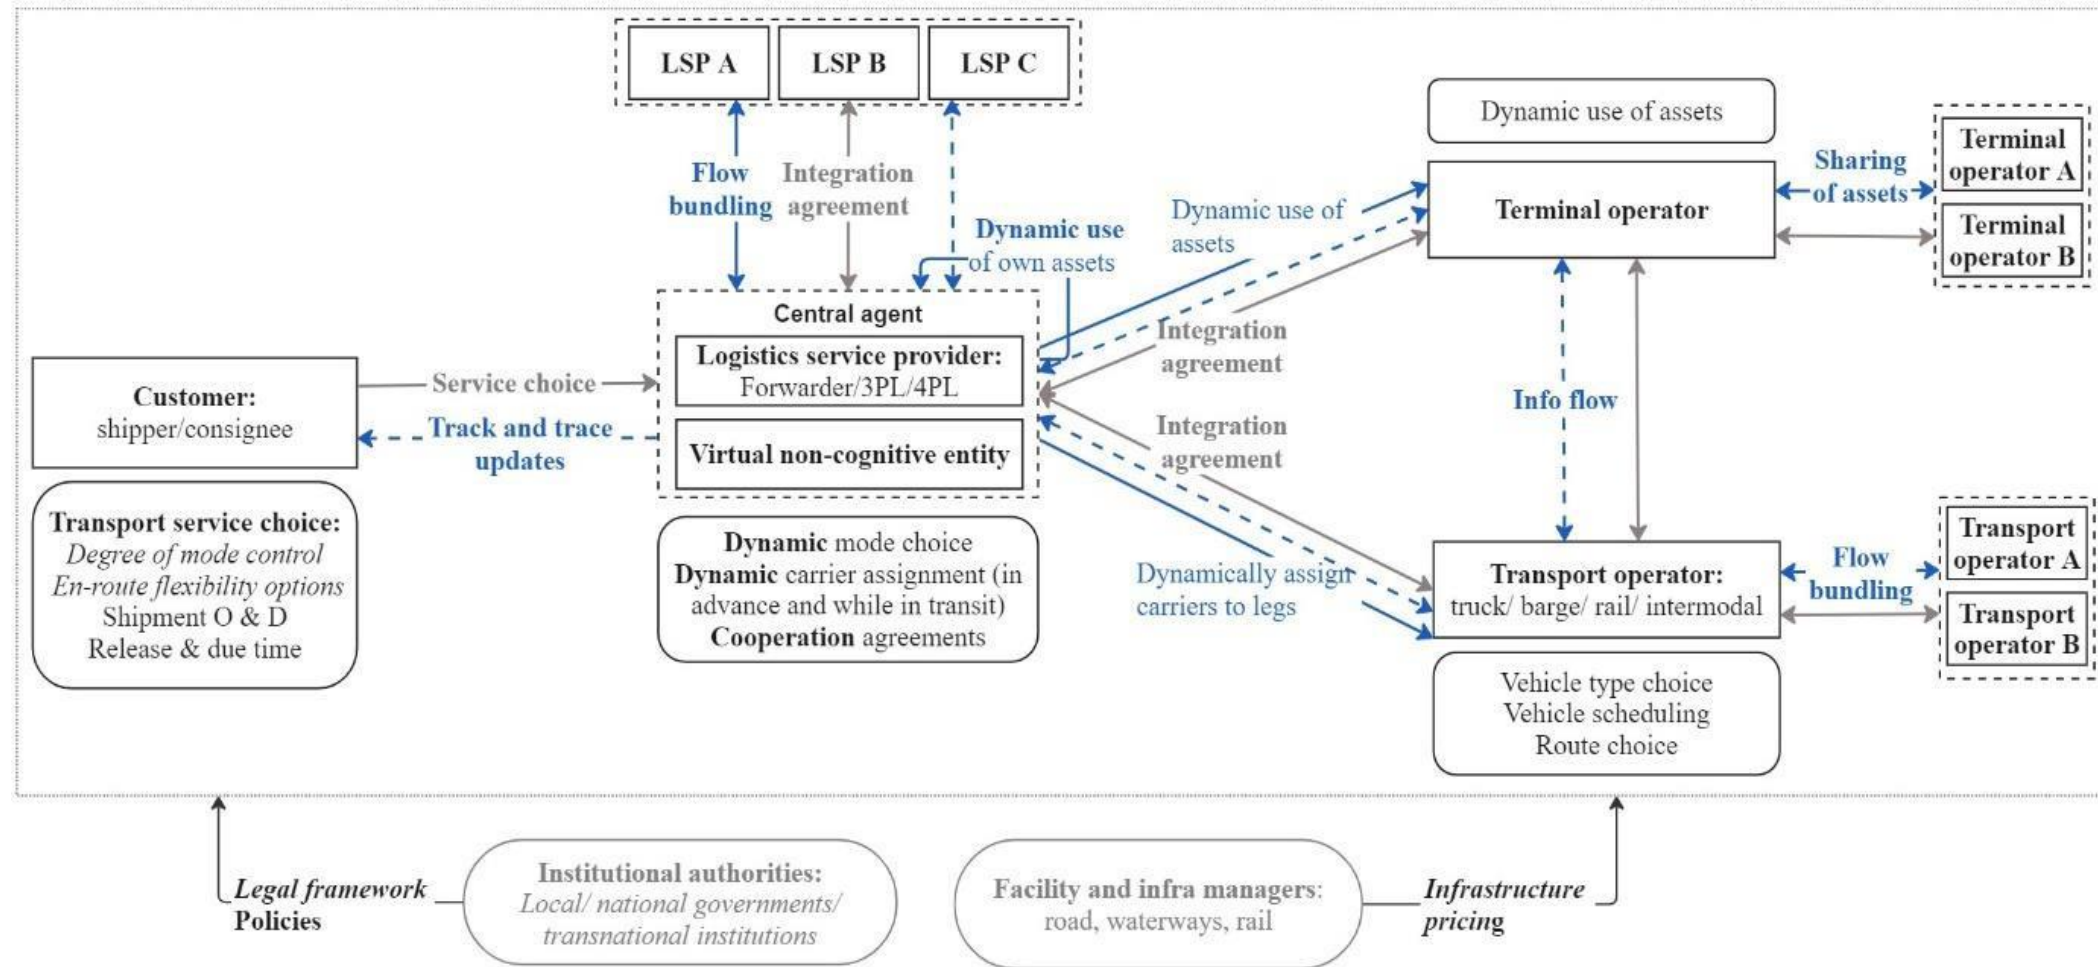 LSP A
LSP B
LSP C
Flow
bundling
Integration
agreement
Dynamic use
of own assets
Central agent
Logistics service provider:
Forwarder/3PL/4PL
Virtual non-cognitive entity
Customer:
shipper/consignee
Service choice
Track and trace
updates
Transport service choice:
Degree of mode control
En-route flexibility options
Shipment O & D
Release & due time
Dynamic mode choice
Dynamic carrier assignment (in
advance and while in transit)
Cooperation agreements
Dynamic use of
assets
Integration
agreement
Integration
agreement
Dynamically assign
carriers to legs
Dynamic use of assets
Terminal operator
Sharing
of assets
Terminal
operator A
Terminal
operator B
Info flow
Transport operator:
truck/ barge/ rail/ intermodal
Flow
bundling
Transport
operator A
Transport
operator B
Vehicle type choice
Vehicle scheduling
Route choice
Legal framework
Policies
Institutional authorities:
Local/ national governments/
transnational institutions
Facility and infra managers:
road, waterways, rail
Infrastructure
pricing